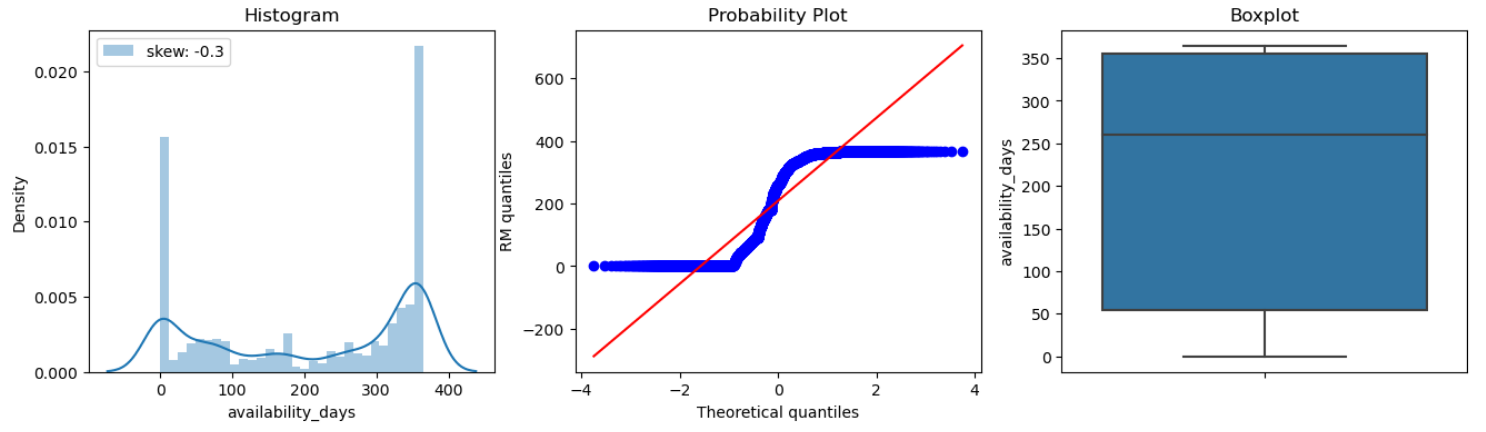 Histogram
skew: -0.3
0.020
0.015
0.010
0.005
0.000
Density
0 100 200 300 400
availability_days
Probability Plot
600
400
200
0
−200
RM quantiles
−4 −2 0 2 4
Theoretical quantiles
Boxplot
350
300
250
200
150
100
50
0
availability_days